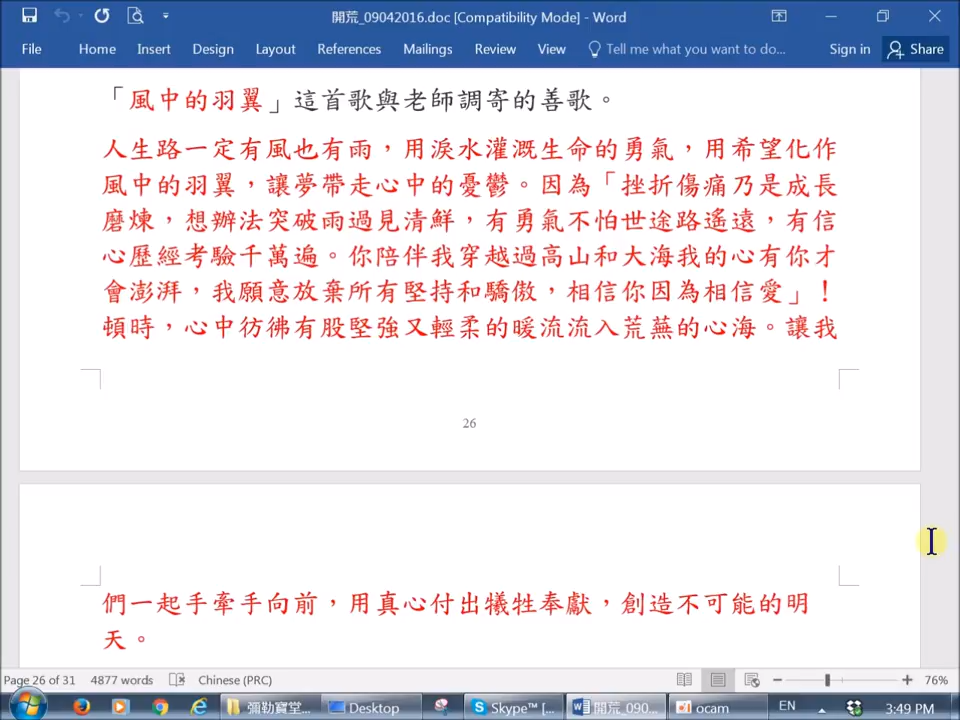 開荒_09042016.doc [Compatibility Mode] - Word
File Home Insert Design Layout References Mailings Review View Tell me what you want to do... Sign in Share
「風中的羽翼」這首歌與老師調寄的善歌。
人生路一定有風也有雨，用淚水灌溉生命的勇氣，用希望化作
風中的羽翼，讓夢帶走心中的憂鬱。因為「挫折傷痛乃是成長
磨煉，想辦法突破雨過見清鮮，有勇氣不怕世途路遙遠，有信
心歷經考驗千萬遍。你陪伴我穿越過高山和大海我的心有你才
會澎湃，我願意放棄所有堅持和驕傲，相信你因為相信愛」！
頓時，心中彷彿有股堅強又輕柔的暖流流入荒蕪的心海。讓我
26
們一起手牽手向前，用真心付出犧牲奉獻，創造不可能的明
天。
Page 26 of 31 4877 words Chinese (PRC) 76%
彌勒寶堂... Desktop Skype™ [... 開荒_090... ocam EN 3:49 PM